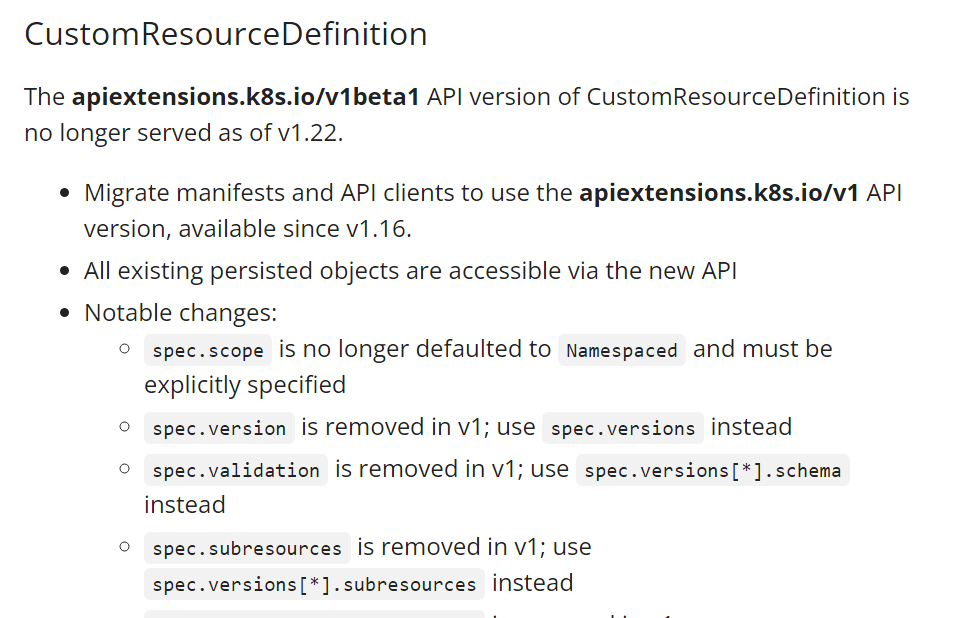 CustomResourceDefinition
The apiextensions.k8s.io/v1beta1 API version of CustomResourceDefinition is
no longer served as of v1.22.
Migrate manifests and API clients to use the apiextensions.k8s.io/v1 API
version, available since v1.16.
All existing persisted objects are accessible via the new API
Notable changes:
spec.scope is no longer defaulted to Namespaced and must be
explicitly specified
spec.version is removed in v1; use spec.versions instead
spec.validation is removed in v1; use spec.versions[*].schema
instead
spec.subresources is removed in v1; use
spec.versions[*].subresources instead